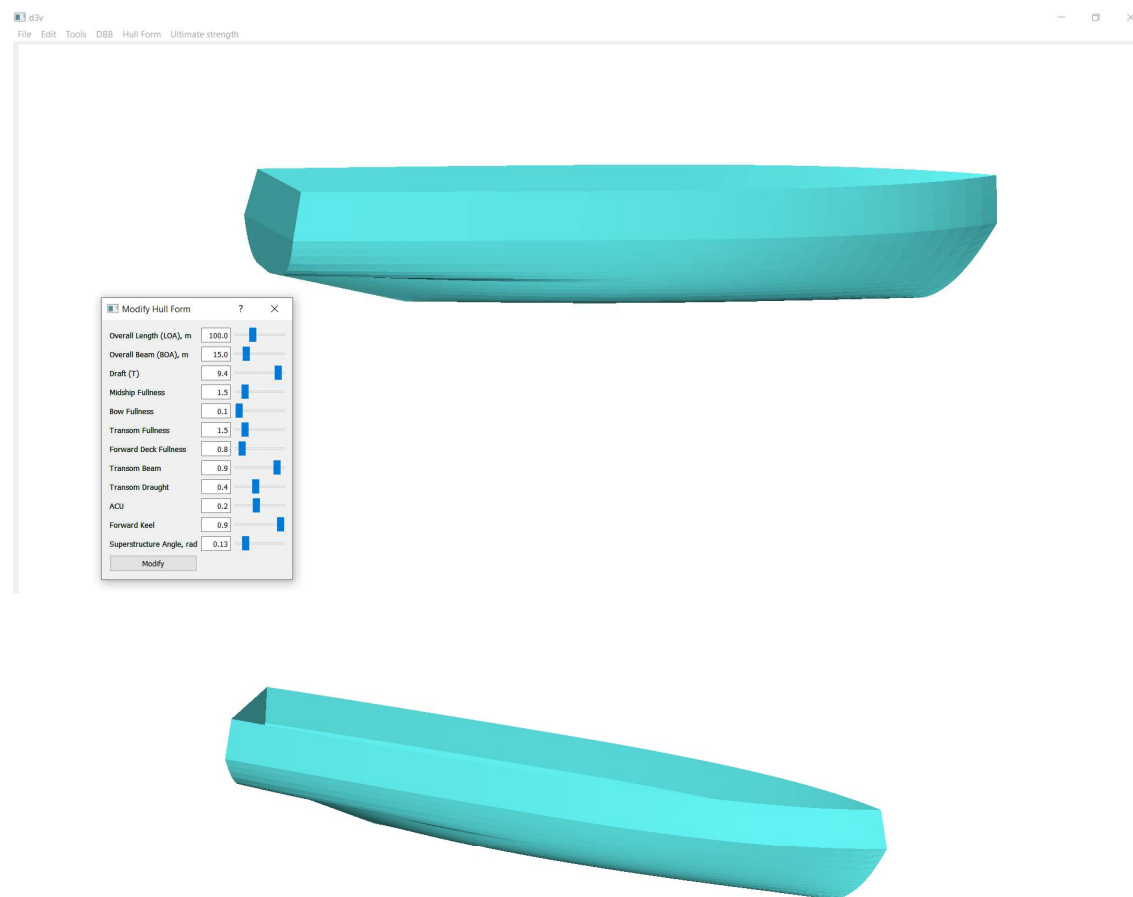 d3v
File Edit Tools DBB Hull Form Ultimate strength
Modify Hull Form ?
Overall Length (LOA), m 100.0
Overall Beam (BOA), m 15.0
Draft (T) 9.4
Midship Fullness 1.5
Bow Fullness 0.1
Transom Fullness 1.5
Forward Deck Fullness 0.8
Transom Beam 0.9
Transom Draught 0.4
ACU 0.2
Forward Keel 0.9
Superstructure Angle, rad 0.13
Modify